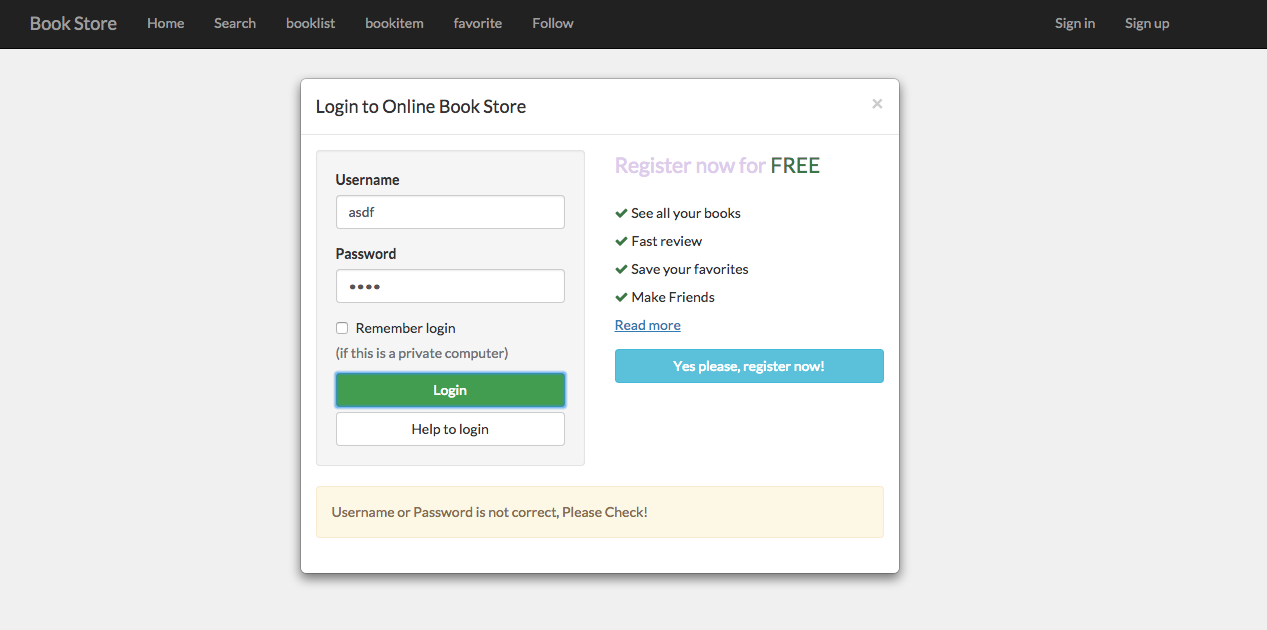 Book Store Home Search booklist bookitem favorite Follow Sign in Sign up
Login to Online Book Store ×
Username
asdf
Password
••••
Remember login
(if this is a private computer)
Login
Help to login
Register now for FREE
See all your books
Fast review
Save your favorites
Make Friends
Read more
Yes please, register now!
Username or Password is not correct, Please Check!